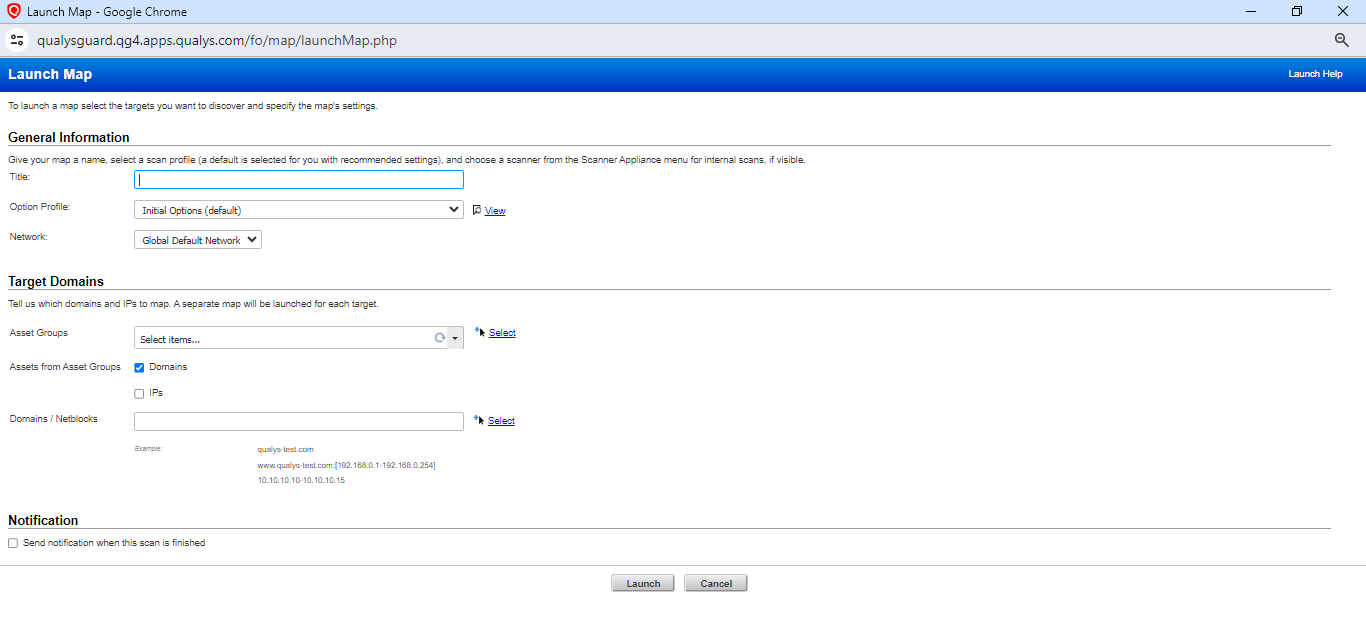 Launch Map - Google Chrome
qualysguard.qg4.apps.qualys.com/fo/map/launchMap.php
Launch Map
Launch Help
To launch a map select the targets you want to discover and specify the map's settings.
General Information
Give your map a name, select a scan profile (a default is selected for you with recommended settings), and choose a scanner from the Scanner Appliance menu for internal scans, if visible.
Title:
Option Profile: Initial Options (default) View
Network: Global Default Network
Target Domains
Tell us which domains and IPs to map. A separate map will be launched for each target.
Asset Groups Select items... Select
Assets from Asset Groups Domains
IPs
Domains / Netblocks Select
Example: qualys-test.com
www.qualys-test.com:[192.168.0.1-192.168.0.254]
10.10.10.10-10.10.10.15
Notification
Send notification when this scan is finished
Launch Cancel